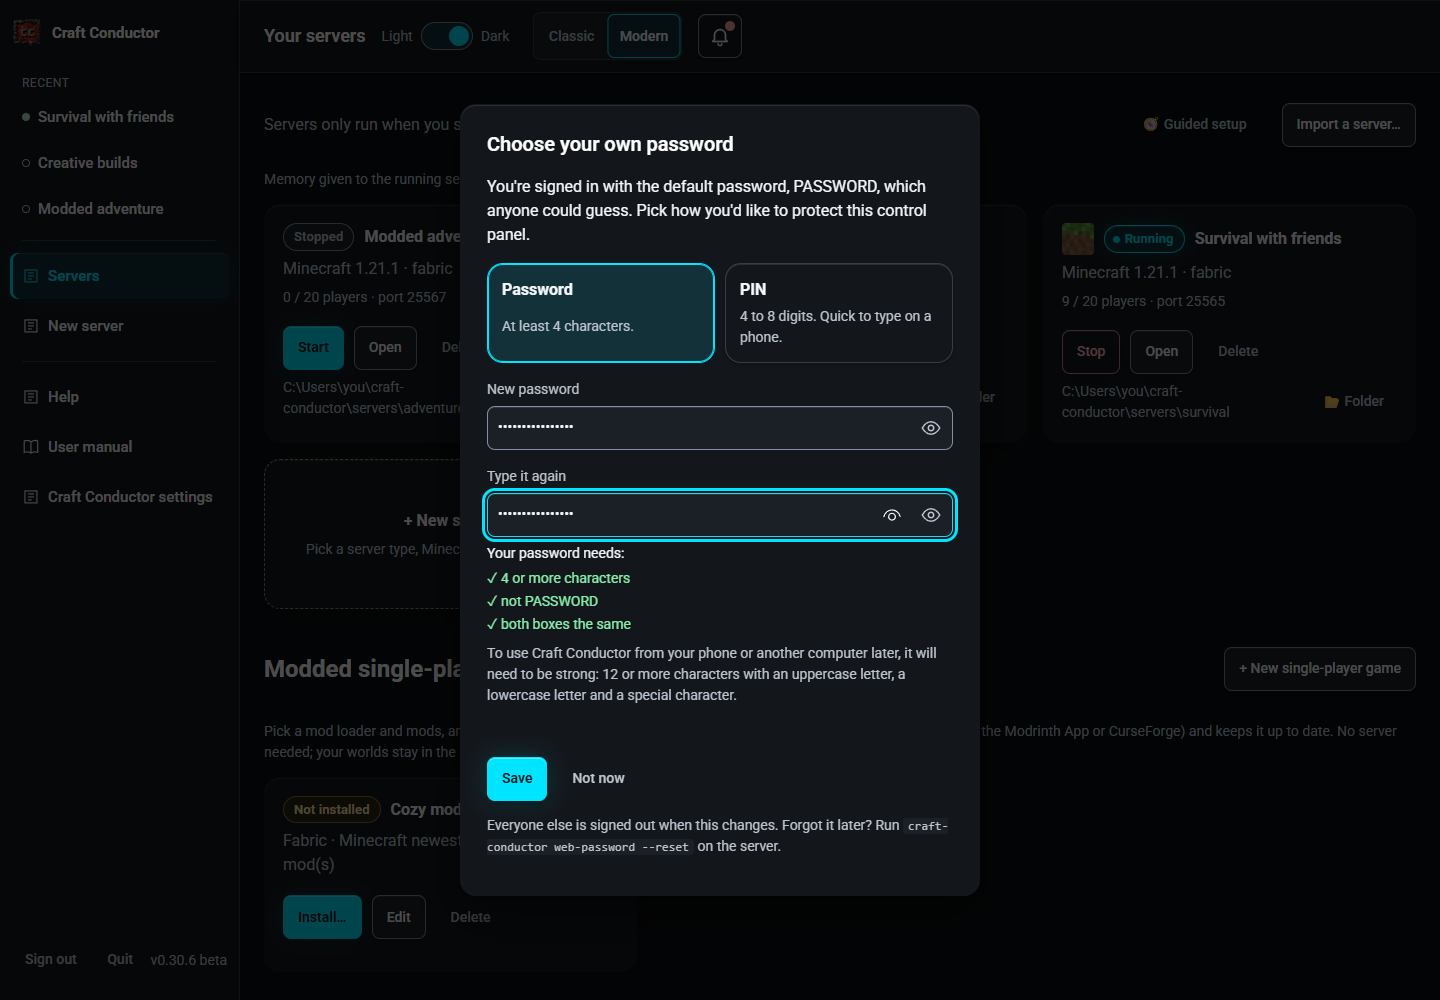 Craft Conductor
RECENT
Survival with friends
Creative builds
Modded adventure
Servers
New server
Help
User manual
Craft Conductor settings
Sign out
Quit
v0.30.6 beta
Your servers
Light
Dark
Classic
Modern
Servers only run when you s
Guided setup
Import a server...
Memory given to the running se
Stopped
Modded adve
Minecraft 1.21.1 · fabric
0 / 20 players · port 25567
Start
Open
Del
C:\Users\you\craft-
conductor\servers\adventure
der
Running
Survival with friends
Minecraft 1.21.1 · fabric
9 / 20 players · port 25565
Stop
Open
Delete
C:\Users\you\craft-
conductor\servers\survival
Folder
+ New s
Pick a server type, Minec
Modded single-pla
+ New single-player game
Pick a mod loader and mods, an
the Modrinth App or CurseForge) and keeps it up to date. No server
needed; your worlds stay in the
Not installed
Cozy mod
Fabric · Minecraft newest
mod(s)
Install...
Edit
Delete
Choose your own password
You're signed in with the default password, PASSWORD, which
anyone could guess. Pick how you'd like to protect this control
panel.
Password
At least 4 characters.
PIN
4 to 8 digits. Quick to type on a
phone.
New password
••••••••••••••••
Type it again
••••••••••••••••
Your password needs:
✓ 4 or more characters
✓ not PASSWORD
✓ both boxes the same
To use Craft Conductor from your phone or another computer later, it will
need to be strong: 12 or more characters with an uppercase letter, a
lowercase letter and a special character.
Save
Not now
Everyone else is signed out when this changes. Forgot it later? Run craft-
conductor web-password --reset on the server.